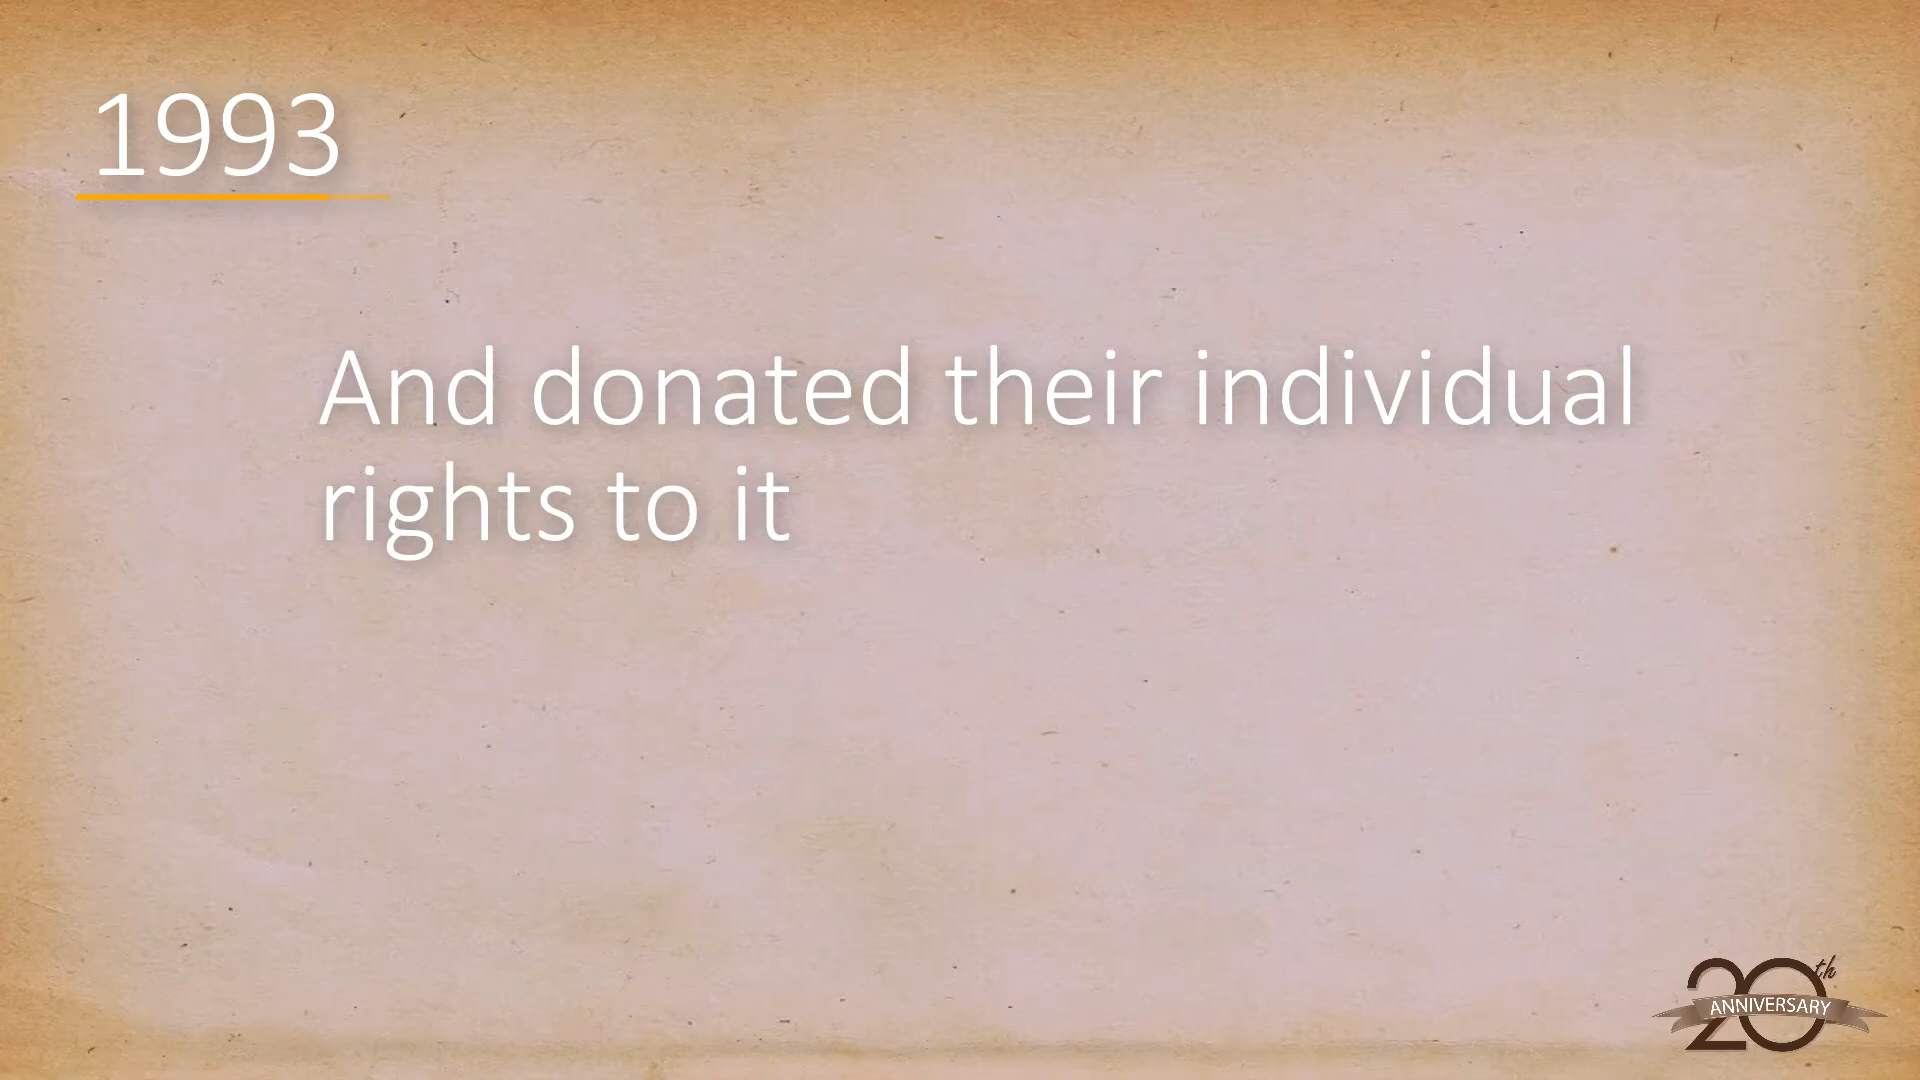 1993
And donated their individual
rights to it
20th
ANNIVERSARY